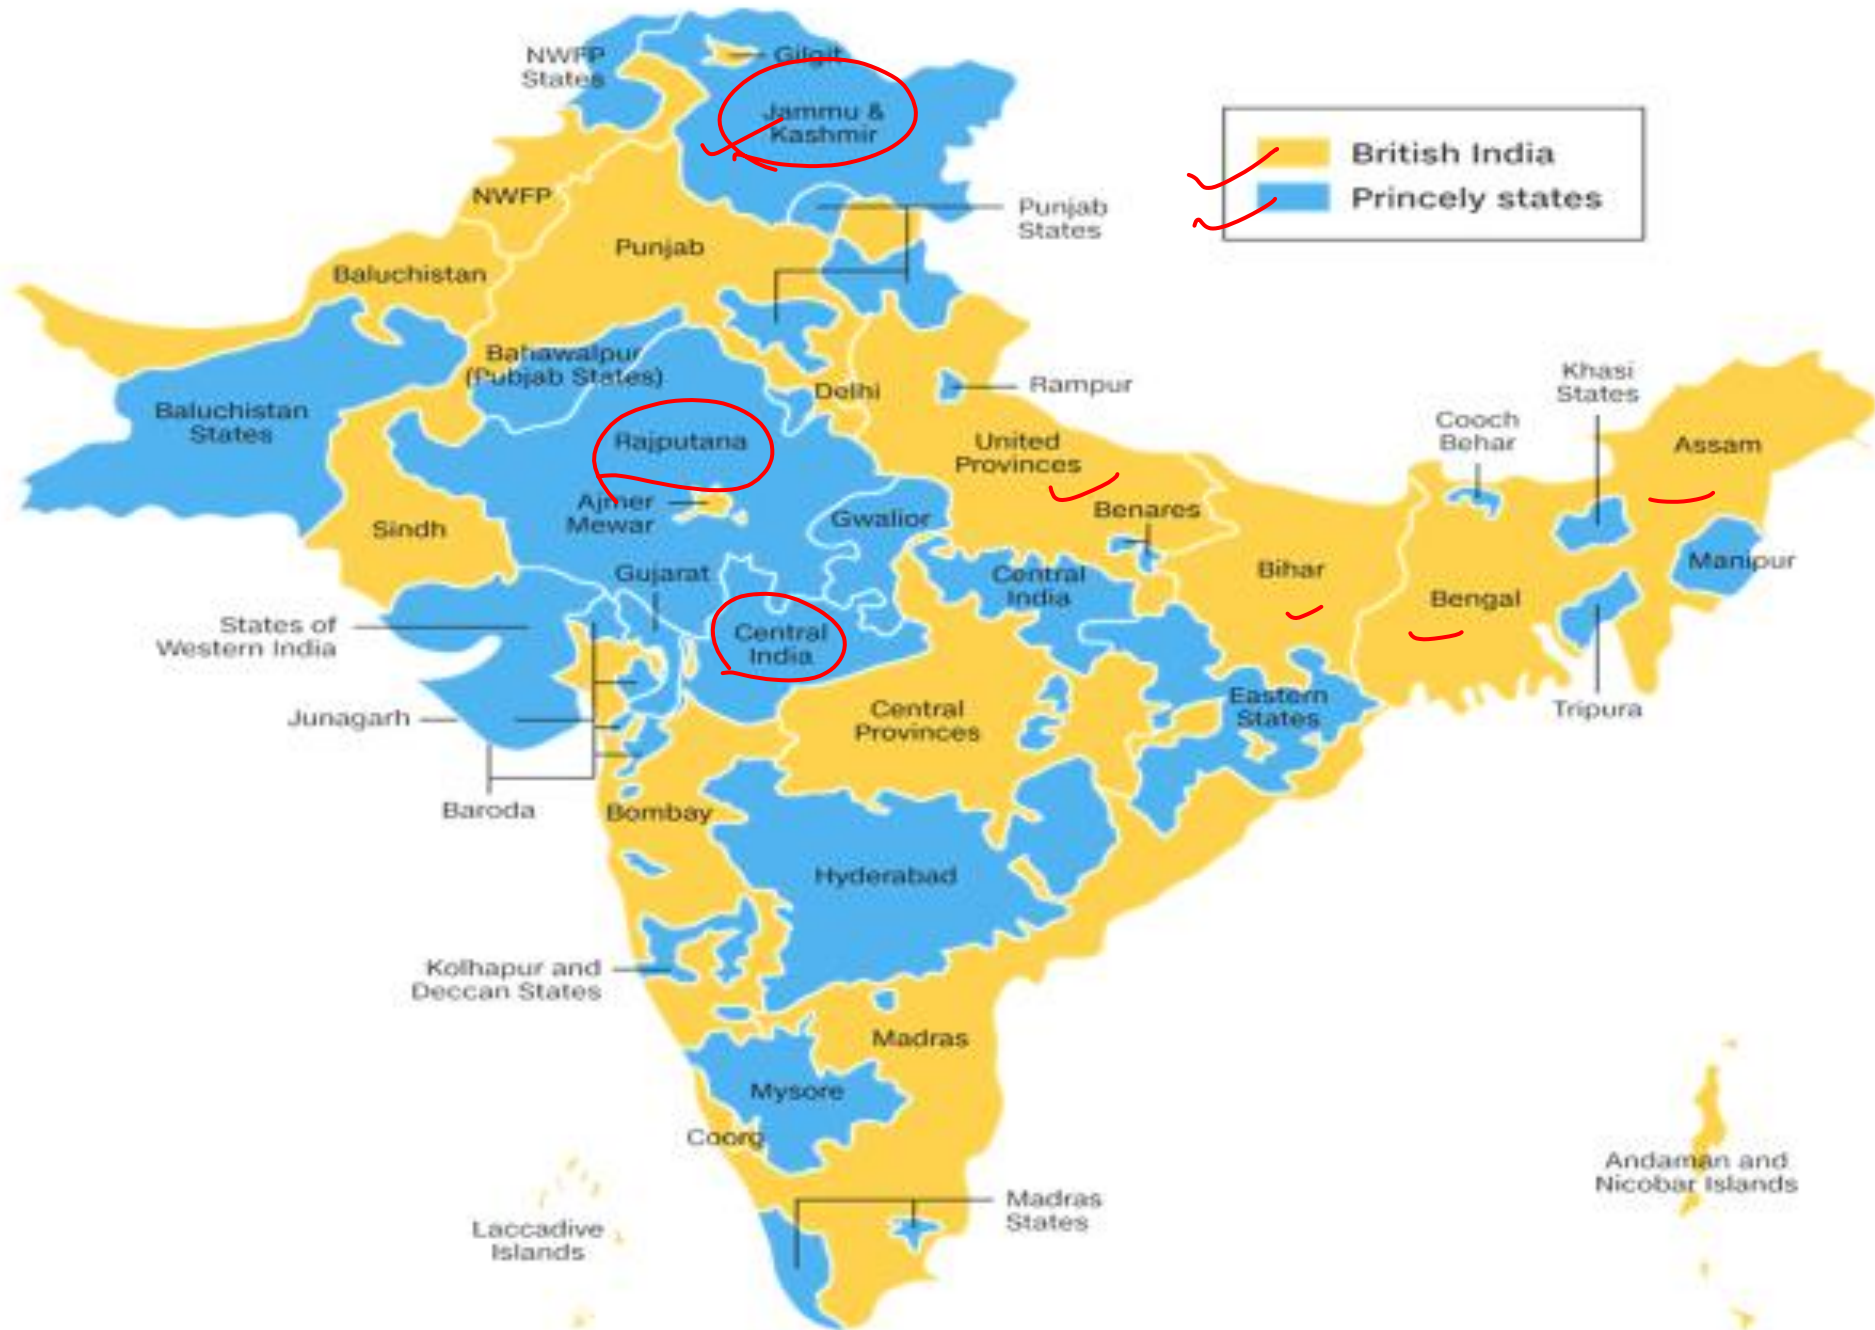 NWFP
States
Gilgit
Jammu &
Kashmir
British India
Princely states
NWFP
Punjab
States
Punjab
Baluchistan
Bahawalpur
(Pubjab States)
Delhi
Rampur
Khasi
States
Baluchistan
States
Rajputana
United
Provinces
Cooch
Behar
Assam
Ajmer
Mewar
Sindh
Gwalior
Benares
Gujarat
Central
India
Bihar
Bengal
Manipur
States of
Western India
Central
India
Junagarh
Central
Provinces
Eastern
States
Tripura
Baroda
Bombay
Hyderabad
Kolhapur and
Deccan States
Madras
Mysore
Coorg
Andaman and
Nicobar Islands
Laccadive
Islands
Madras
States